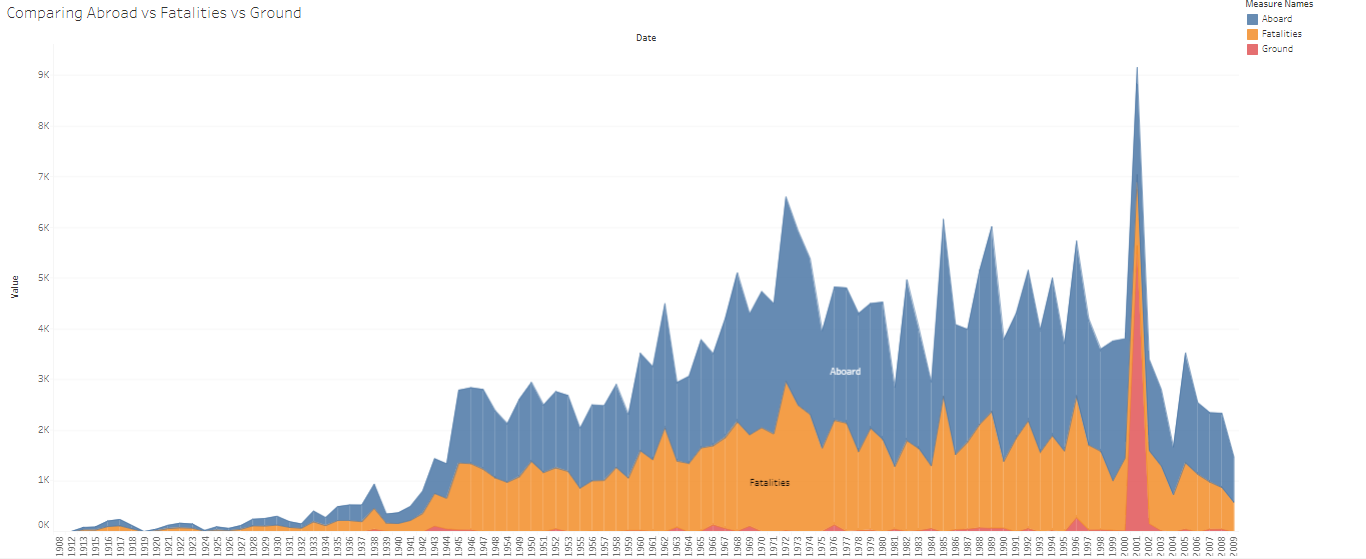 Comparing Abroad vs Fatalities vs Ground
Measure Names
Aboard
Fatalities
Ground
Date
Value
9K
8K
7K
6K
5K
4K
3K
2K
1K
0K
Aboard
Fatalities
1908 1912 1913 1915 1916 1917 1918 1919 1920 1921 1922 1923 1924 1925 1926 1927 1928 1929 1930 1931 1932 1933 1934 1935 1936 1937 1938 1939 1940 1941 1942 1943 1944 1945 1946 1947 1948 1954 1949 1950 1951 1952 1953 1955 1956 1957 1958 1959 1960 1961 1962 1963 1964 1965 1966 1967 1968 1969 1970 1971 1972 1973 1974 1975 1976 1977 1978 1979 1980 1981 1982 1983 1984 1985 1986 1987 1988 1989 1990 1991 1992 1993 1994 1995 1996 1997 1998 1999 2000 2001 2002 2003 2004 2005 2006 2007 2008 2009